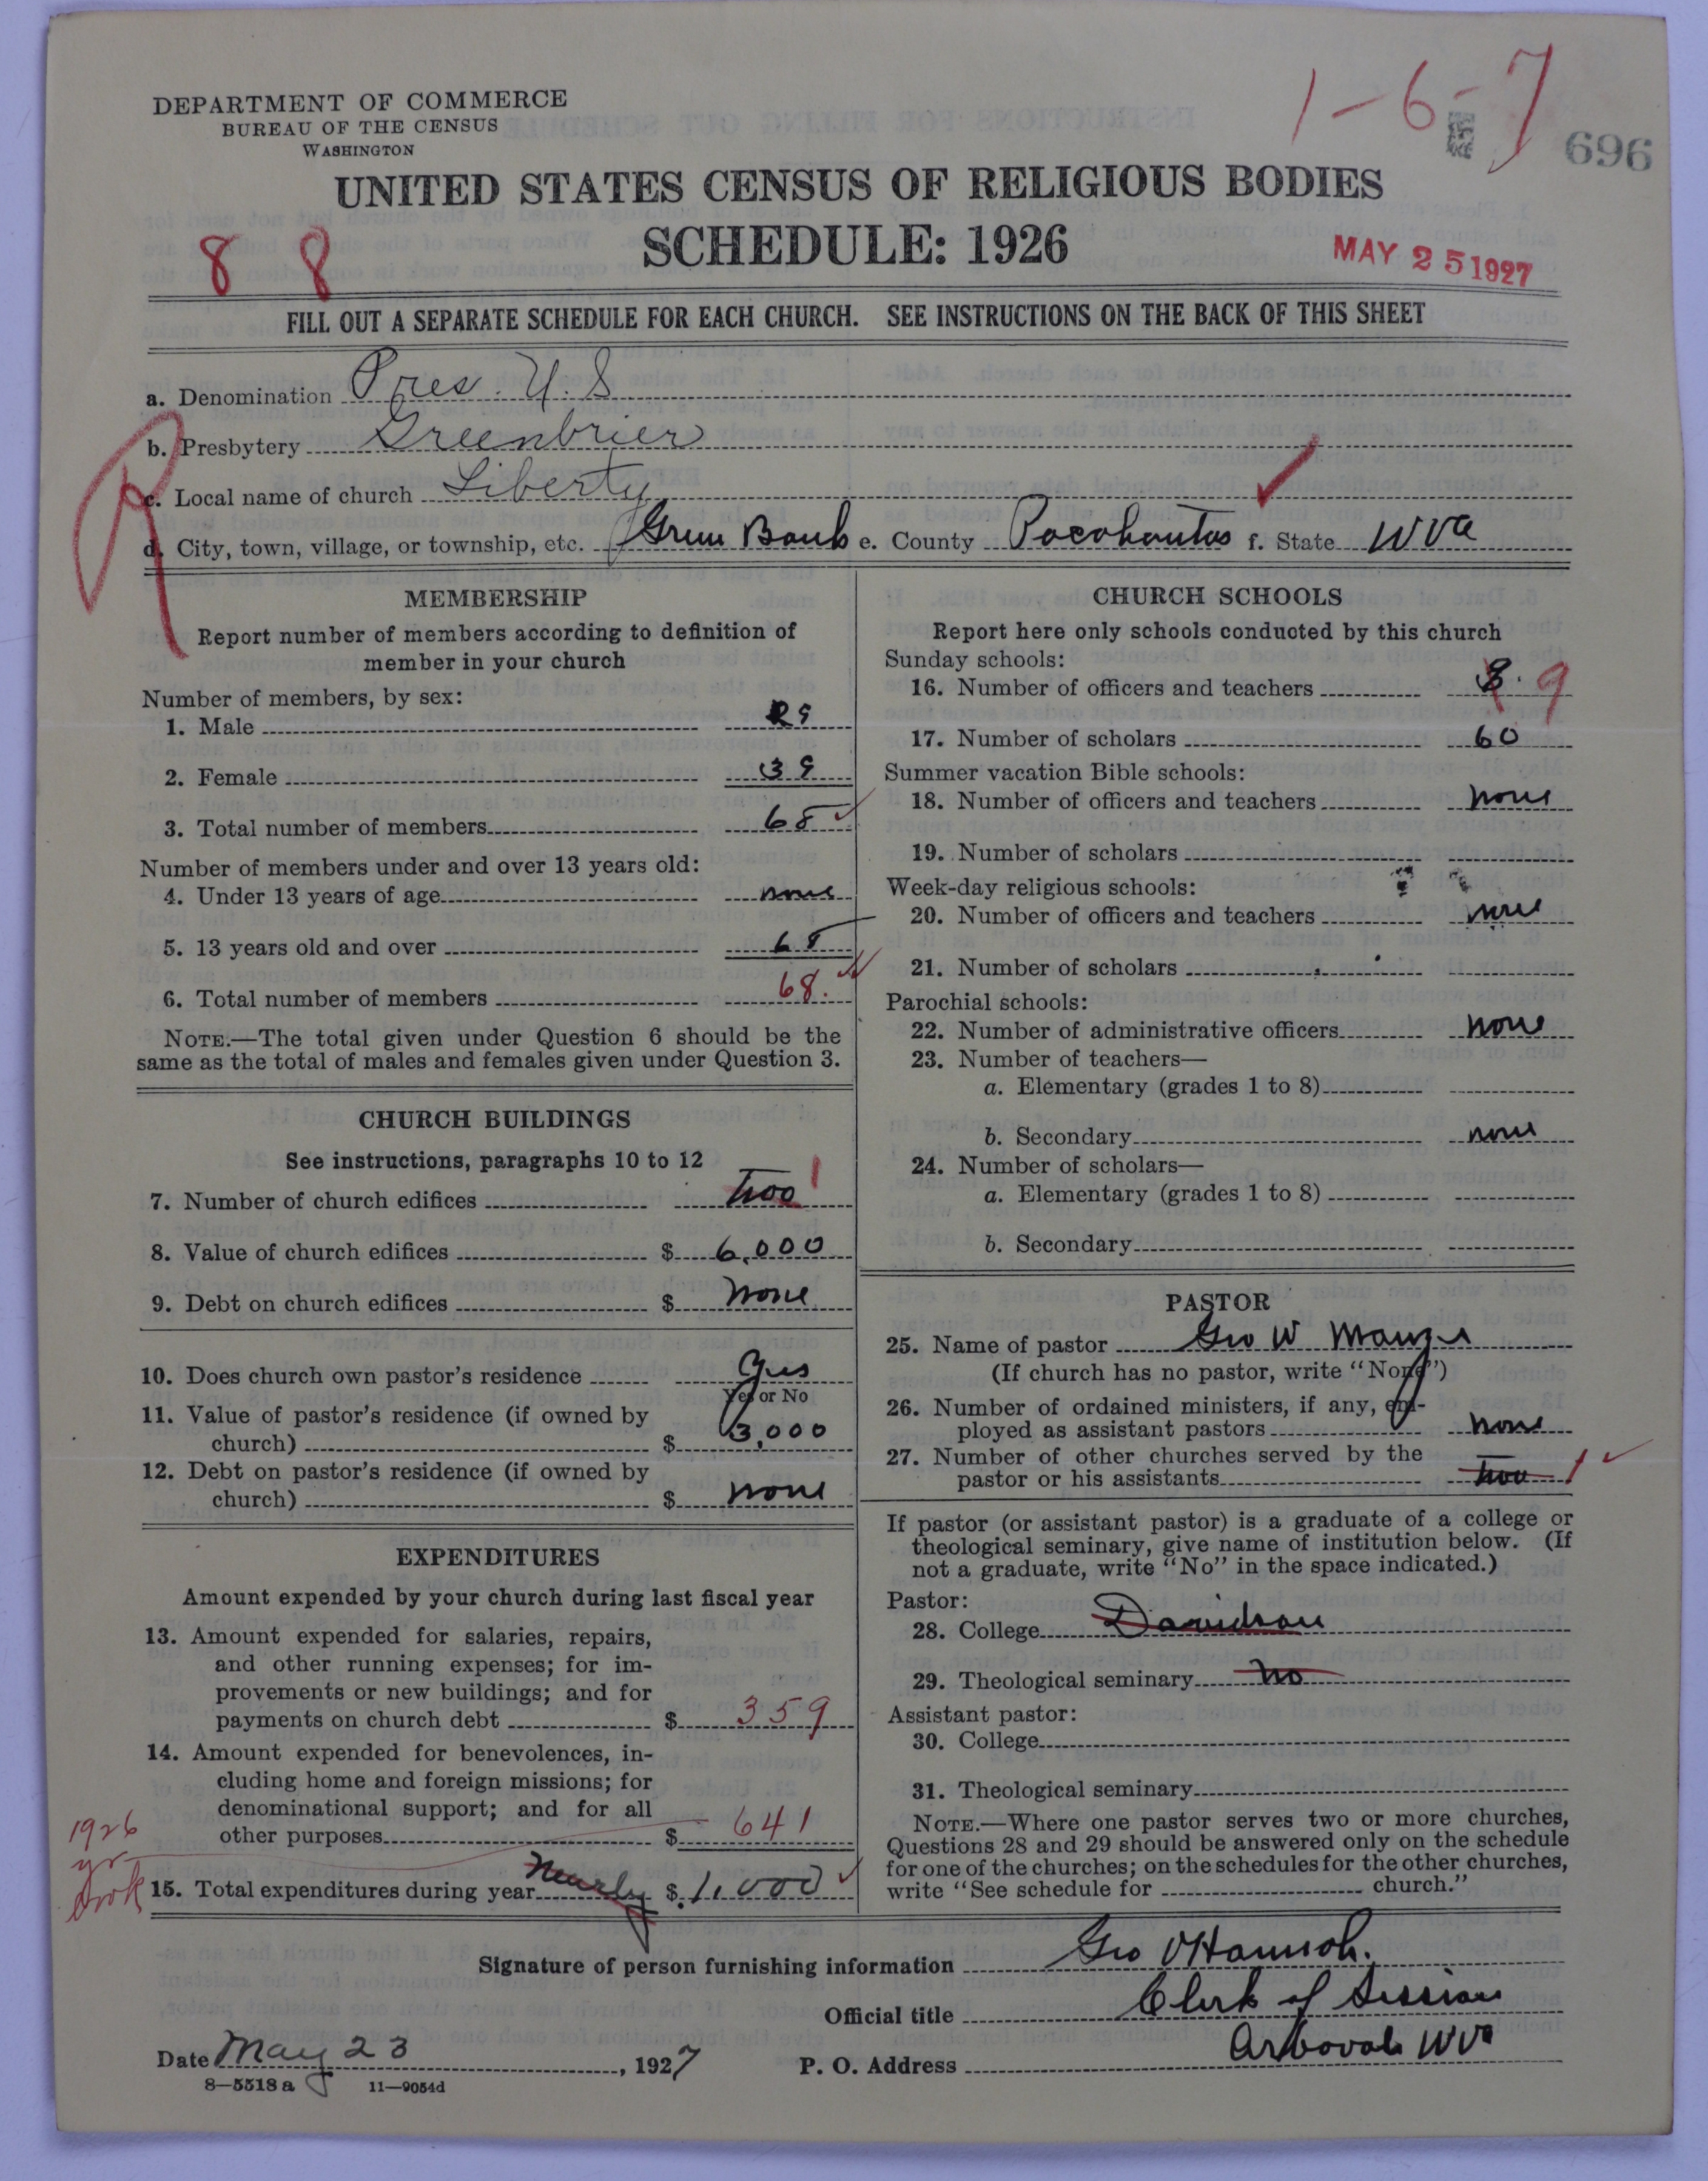 DEPARTMENT OF COMMERCE
BUREAU OF THE CENSUS
WASHINGTON
1-6-7
696
UNITED STATES CENSUS OF RELIGIOUS BODIES
SCHEDULE: 1926
8 8
MAY 25 1927
FILL OUT A SEPARATE SCHEDULE FOR EACH CHURCH. SEE INSTRUCTIONS ON THE BACK OF THIS SHEET
a. Denomination Pres. U. S
b. Presbytery Greenbrier
c. Local name of church Liberty
d. City, town, village, or township, etc. Green Bank e. County Pocahontas f. State W Va
R
MEMBERSHIP
Report number of members according to definition of
member in your church
Number of members, by sex:
1. Male 29
2. Female 39
3. Total number of members 68
Number of members under and over 13 years old:
4. Under 13 years of age none
5. 13 years old and over 68
6. Total number of members 68.
NOTE.—The total given under Question 6 should be the
same as the total of males and females given under Question 3.
CHURCH BUILDINGS
See instructions, paragraphs 10 to 12
7. Number of church edifices two 1
8. Value of church edifices $ 6,000
9. Debt on church edifices $ none
10. Does church own pastor's residence yes
Yes or No
11. Value of pastor's residence (if owned by
church) $ 3,000
12. Debt on pastor's residence (if owned by
church) $ none
EXPENDITURES
Amount expended by your church during last fiscal year
13. Amount expended for salaries, repairs,
and other running expenses; for im-
provements or new buildings; and for
payments on church debt $ 359
14. Amount expended for benevolences, in-
cluding home and foreign missions; for
denominational support; and for all
other purposes $ 641
1926
yr
book
15. Total expenditures during year nearly $ 1,000
CHURCH SCHOOLS
Report here only schools conducted by this church
Sunday schools:
16. Number of officers and teachers 8. 9
17. Number of scholars 60
Summer vacation Bible schools:
18. Number of officers and teachers none
19. Number of scholars
Week-day religious schools:
20. Number of officers and teachers none
21. Number of scholars
Parochial schools:
22. Number of administrative officers none
23. Number of teachers—
a. Elementary (grades 1 to 8)
b. Secondary none
24. Number of scholars—
a. Elementary (grades 1 to 8)
b. Secondary
PASTOR
25. Name of pastor Geo W
(If church has no pastor, write "None")
26. Number of ordained ministers, if any, em-
ployed as assistant pastors none
27. Number of other churches served by the
pastor or his assistants two 1
If pastor (or assistant pastor) is a graduate of a college or
theological seminary, give name of institution below. (If
not a graduate, write "No" in the space indicated.)
Pastor:
28. College Davidson
29. Theological seminary no
Assistant pastor:
30. College
31. Theological seminary
NOTE.—Where one pastor serves two or more churches,
Questions 28 and 29 should be answered only on the schedule
for one of the churches; on the schedules for the other churches,
write "See schedule for church."
Signature of person furnishing information Geo Hannah.
Official title Clerk of Session
Date May 23, 1927 P. O. Address Arbovale W Va
8—5518 a 11—9054d